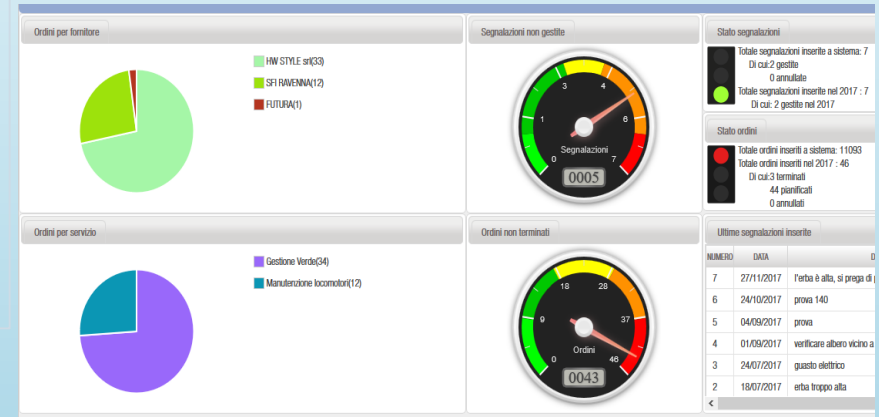 Ordini per fornitore
HW STYLE srl(33)
SFI RAVENNA(12)
FUTURA(1)
Segnalazioni non gestite
0
1
3
4
6
7
Segnalazioni
0005
Stato segnalazioni
Totale segnalazioni inserite a sistema: 7
Di cui:2 gestite
0 annullate
Totale segnalazioni inserite nel 2017 : 7
Di cui: 2 gestite nel 2017
Stato ordini
Totale ordini inseriti a sistema: 11093
Totale ordini inseriti nel 2017 : 46
Di cui:3 terminati
44 pianificati
0 annullati
Ordini per servizio
Gestione Verde(34)
Manutenzione locomotori(12)
Ordini non terminati
0
9
18
28
37
46
Ordini
0043
Ultime segnalazioni inserite
NUMERO DATA D
7 27/11/2017 l'erba è alta, si prega di
6 24/10/2017 prova 140
5 04/09/2017 prova
4 01/09/2017 verificare albero vicino a
3 24/07/2017 guasto elettrico
2 18/07/2017 erba troppo alta